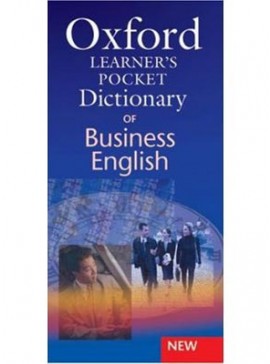 Oxford
LEARNER'S
POCKET
Dictionary
OF
Business
English
NEW